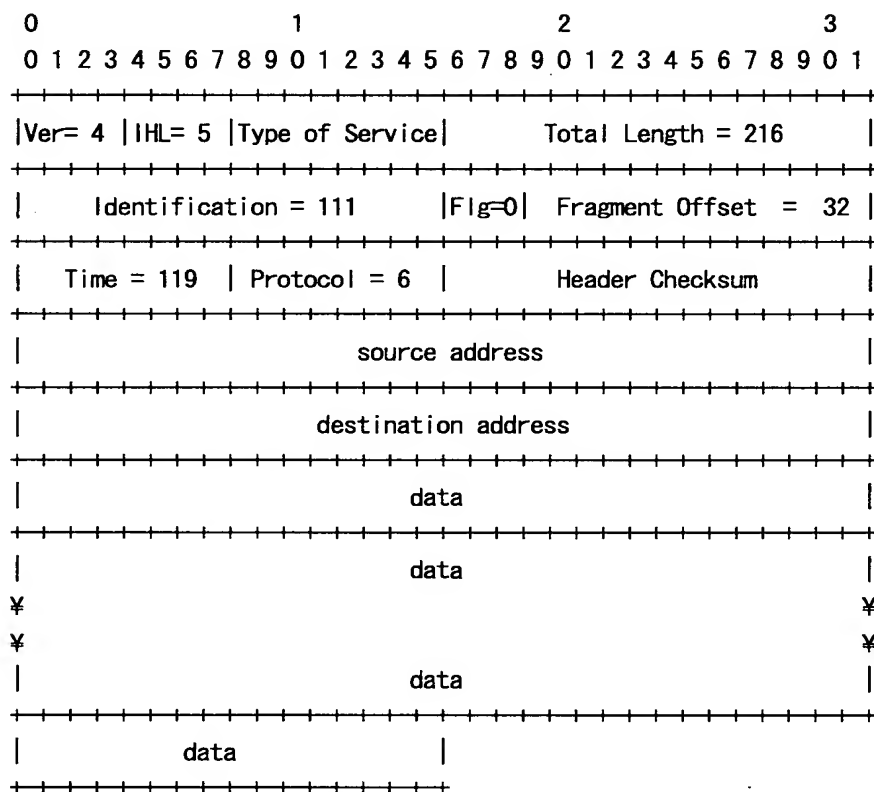 0 1 2 3
0 1 2 3 4 5 6 7 8 9 0 1 2 3 4 5 6 7 8 9 0 1 2 3 4 5 6 7 8 9 0 1
+-+-+-+-+-+-+-+-+-+-+-+-+-+-+-+-+-+-+-+-+-+-+-+-+-+-+-+-+-+-+-+-+
|Ver= 4 |IHL= 5 |Type of Service| Total Length = 216 |
+-+-+-+-+-+-+-+-+-+-+-+-+-+-+-+-+-+-+-+-+-+-+-+-+-+-+-+-+-+-+-+-+
| Identification = 111 |Flg=0| Fragment Offset = 32 |
+-+-+-+-+-+-+-+-+-+-+-+-+-+-+-+-+-+-+-+-+-+-+-+-+-+-+-+-+-+-+-+-+
| Time = 119 | Protocol = 6 | Header Checksum |
+-+-+-+-+-+-+-+-+-+-+-+-+-+-+-+-+-+-+-+-+-+-+-+-+-+-+-+-+-+-+-+-+
| source address |
+-+-+-+-+-+-+-+-+-+-+-+-+-+-+-+-+-+-+-+-+-+-+-+-+-+-+-+-+-+-+-+-+
| destination address |
+-+-+-+-+-+-+-+-+-+-+-+-+-+-+-+-+-+-+-+-+-+-+-+-+-+-+-+-+-+-+-+-+
| data |
+-+-+-+-+-+-+-+-+-+-+-+-+-+-+-+-+-+-+-+-+-+-+-+-+-+-+-+-+-+-+-+-+
| data |
¥ ¥
¥ ¥
| data |
+-+-+-+-+-+-+-+-+-+-+-+-+-+-+-+-+-+-+-+-+-+-+-+-+-+-+-+-+-+-+-+-+
| data |
+-+-+-+-+-+-+-+-+-+-+-+-+-+-+-+-+